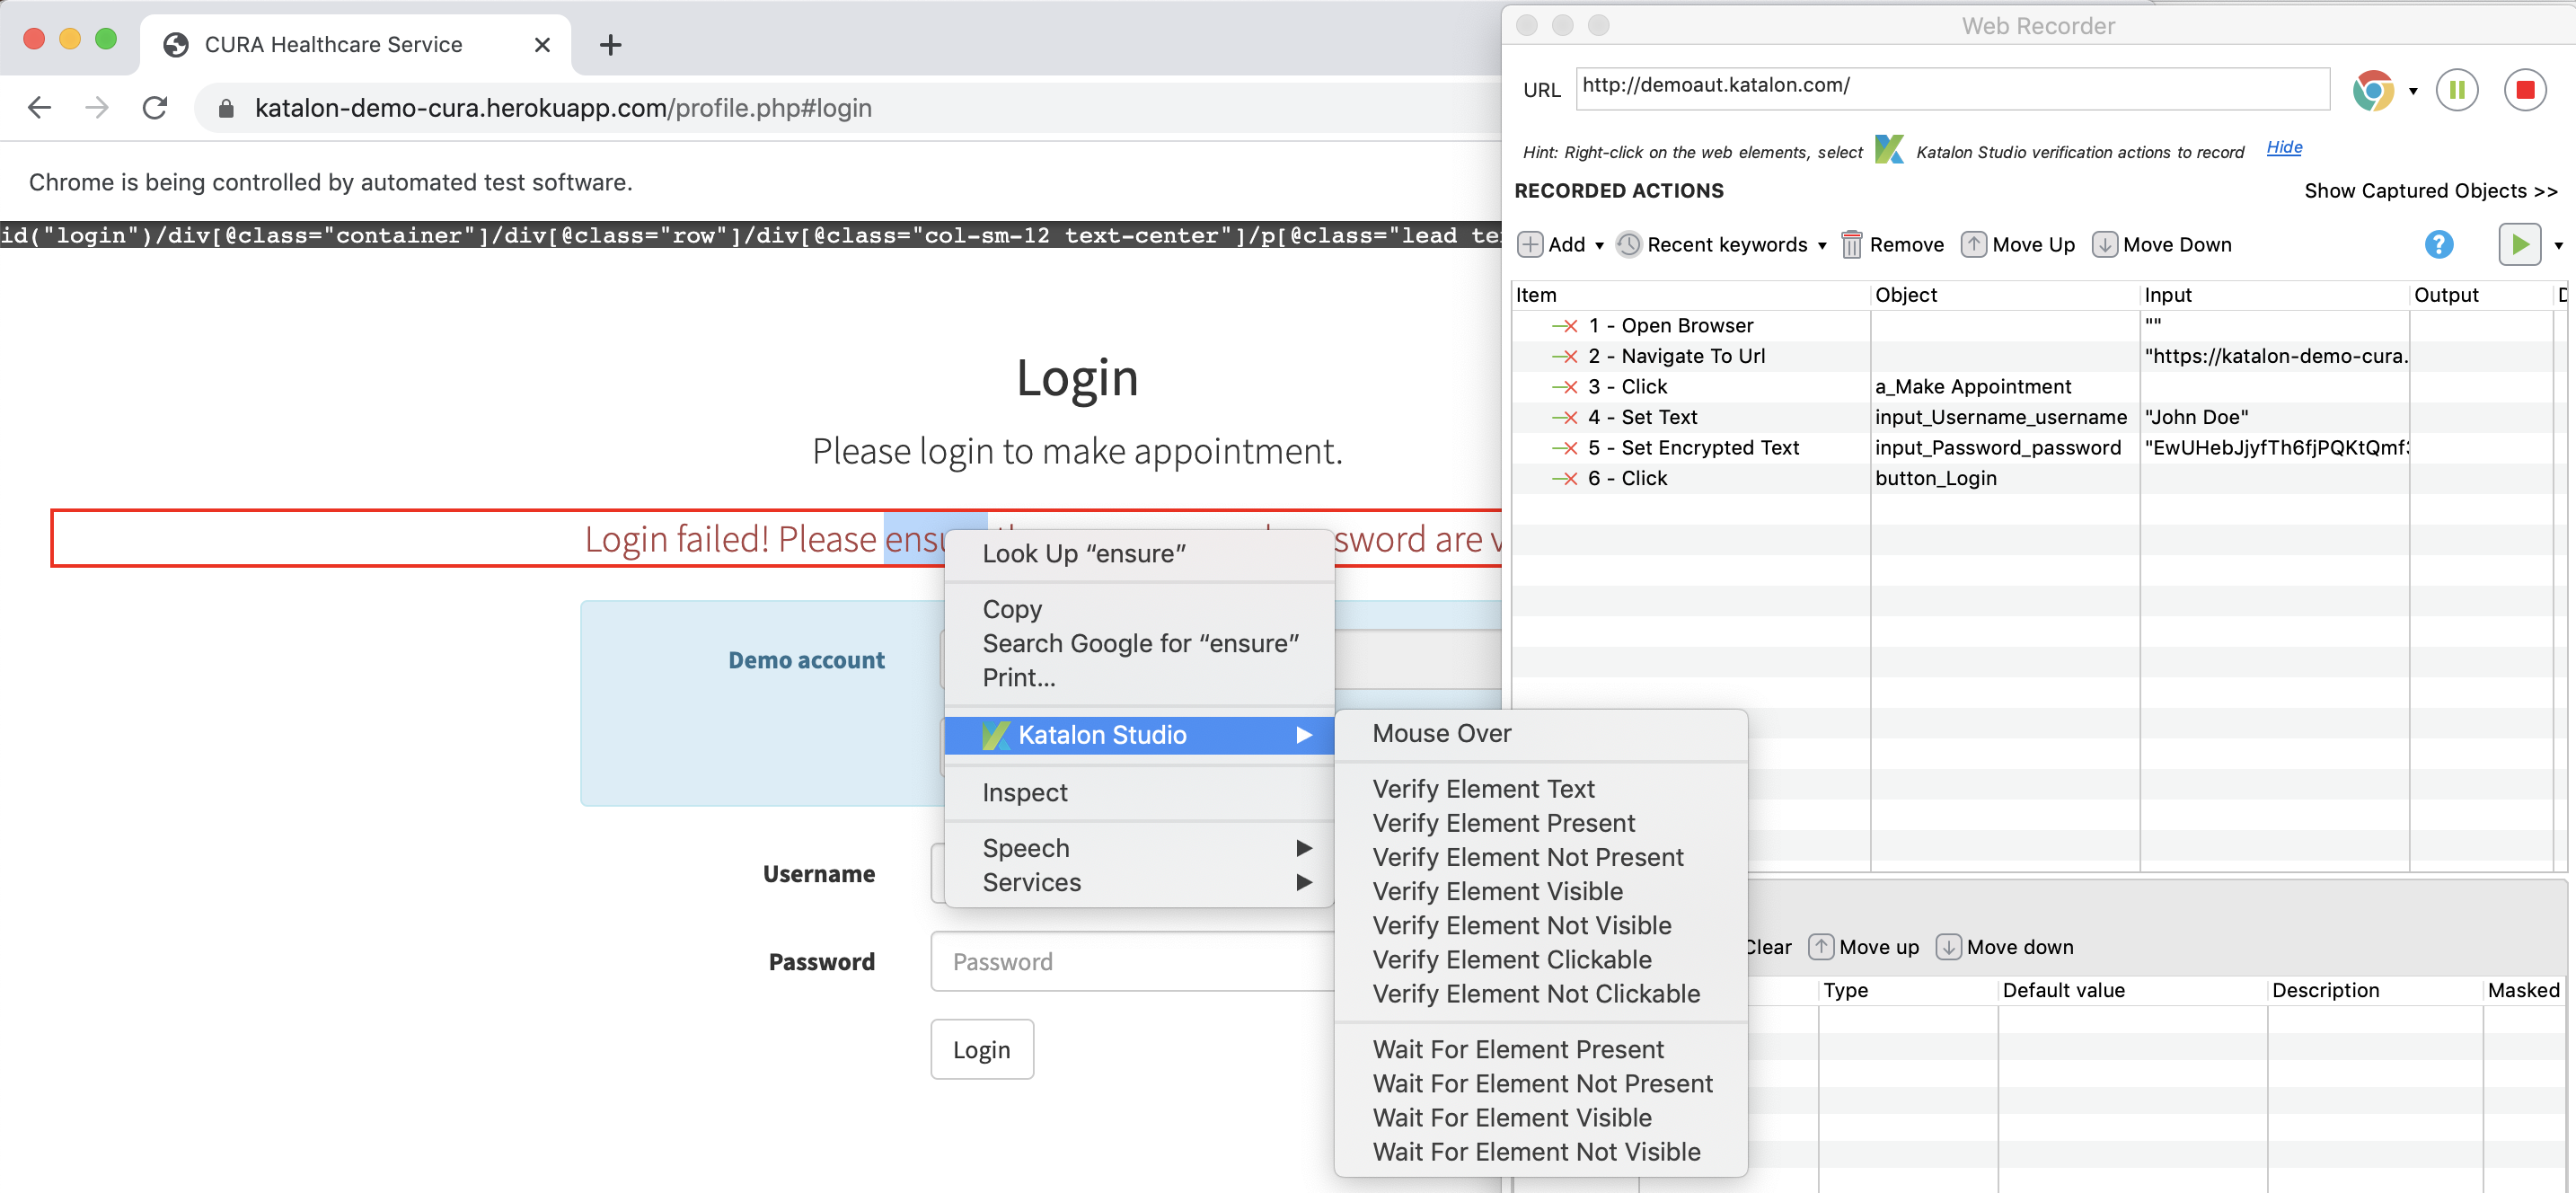 CURA Healthcare Service
katalon-demo-cura.herokuapp.com/profile.php#login
Chrome is being controlled by automated test software.
id("login")/div[@class="container"]/div[@class="row"]/div[@class="col-sm-12 text-center"]/p[@class="lead
Login
Please login to make appointment.
Login failed! Please
are
Demo account
Username
Password
Password
Login
Look Up “ensure”
Copy
Search Google for “ensure”
Print...
Katalon Studio
Inspect
Speech
Services
Mouse Over
Verify Element Text
Verify Element Present
Verify Element Not Present
Verify Element Visible
Verify Element Not Visible
Verify Element Clickable
Verify Element Not Clickable
Wait For Element Present
Wait For Element Not Present
Wait For Element Visible
Wait For Element Not Visible
Web Recorder
URL http://demoaut.katalon.com/
Hint: Right-click on the web elements, select Katalon Studio verification actions to record Hide
RECORDED ACTIONS Show Captured Objects >>
Add Recent keywords Remove Move Up Move Down
Item Object Input Output
1 - Open Browser ""
2 - Navigate To Url "https://katalon-demo-cura.
3 - Click a_Make Appointment
4 - Set Text input_Username_username "John Doe"
5 - Set Encrypted Text input_Password_password "EwUHebJjyfTh6fjPQKtQmf
6 - Click button_Login
Clear Move up Move down
Type Default value Description Masked